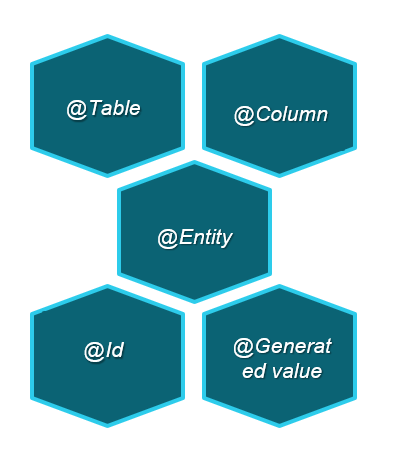 @Table
@Column
@Entity
@Id
@Generat
ed value